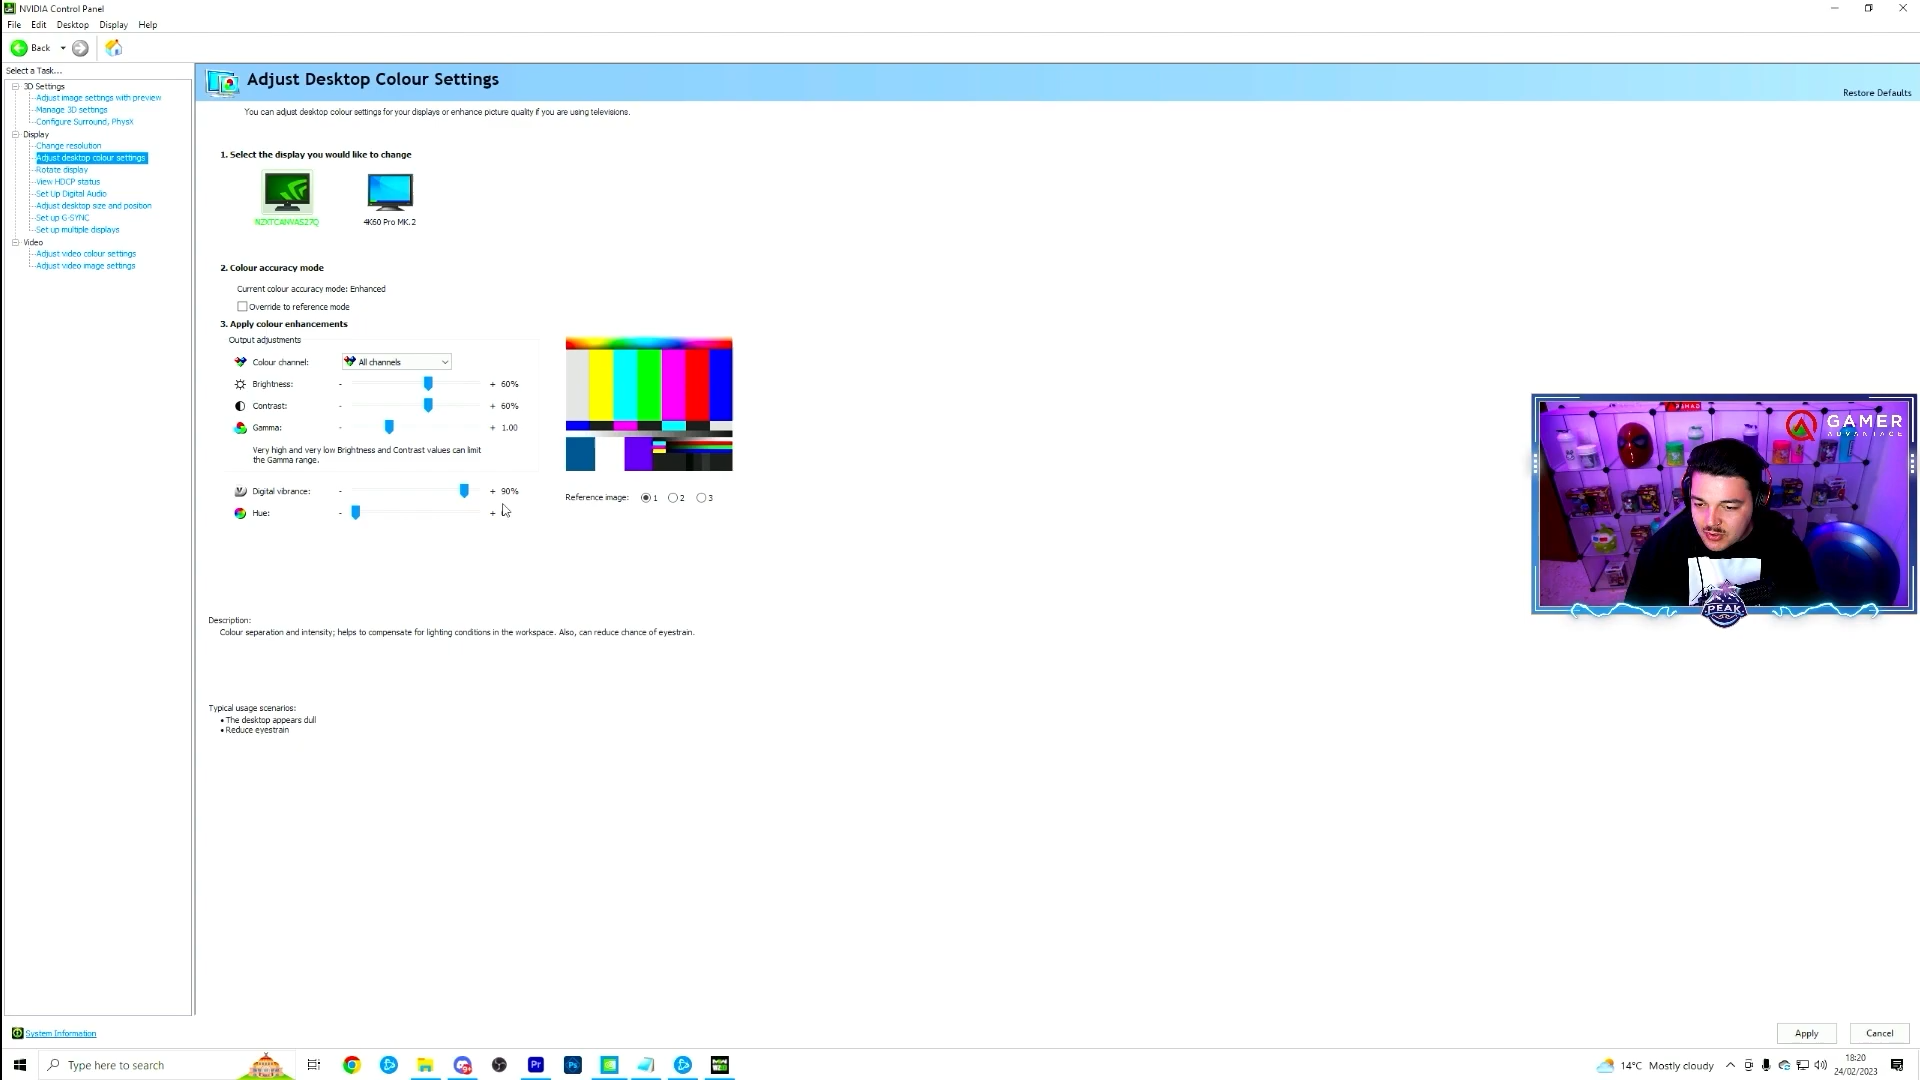 NVIDIA Control Panel
File Edit Desktop Display Help
Back
Select a Task...
3D Settings
Adjust image settings with preview
Manage 3D settings
Configure Surround, PhysX
Display
Change resolution
Adjust desktop colour settings
Rotate display
View HDCP status
Set Up Digital Audio
Adjust desktop size and position
Set up G-SYNC
Set up multiple displays
Video
Adjust video colour settings
Adjust video image settings
System Information
Adjust Desktop Colour Settings
Restore Defaults
You can adjust desktop colour settings for your displays or enhance picture quality if you are using televisions.
1. Select the display you would like to change
NZXTCANVAS27Q
4K60 Pro MK.2
2. Colour accuracy mode
Current colour accuracy mode: Enhanced
Override to reference mode
3. Apply colour enhancements
Output adjustments
Colour channel: All channels
Brightness: - + 60%
Contrast: - + 60%
Gamma: - + 1.00
Very high and very low Brightness and Contrast values can limit
the Gamma range.
Digital vibrance: - + 90%
Hue: - +
Reference image: 1 2 3
Description:
Colour separation and intensity; helps to compensate for lighting conditions in the workspace. Also, can reduce chance of eyestrain.
Typical usage scenarios:
• The desktop appears dull
• Reduce eyestrain
GAMER
ADVANTAGE
PEAK
Apply Cancel
Type here to search
9+
Pr
Ps
14°C Mostly cloudy
18:20
24/02/2023